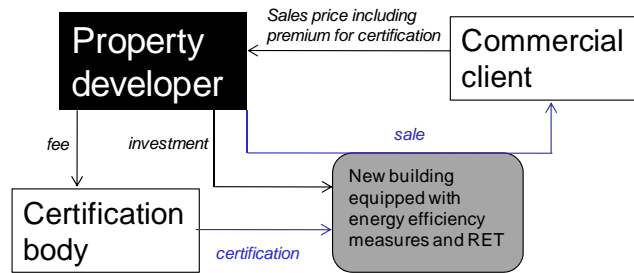 Property
developer
Sales price including
premium for certification
Commercial
client
fee
investment
sale
Certification
body
certification
New building
equipped with
energy efficiency
measures and RET